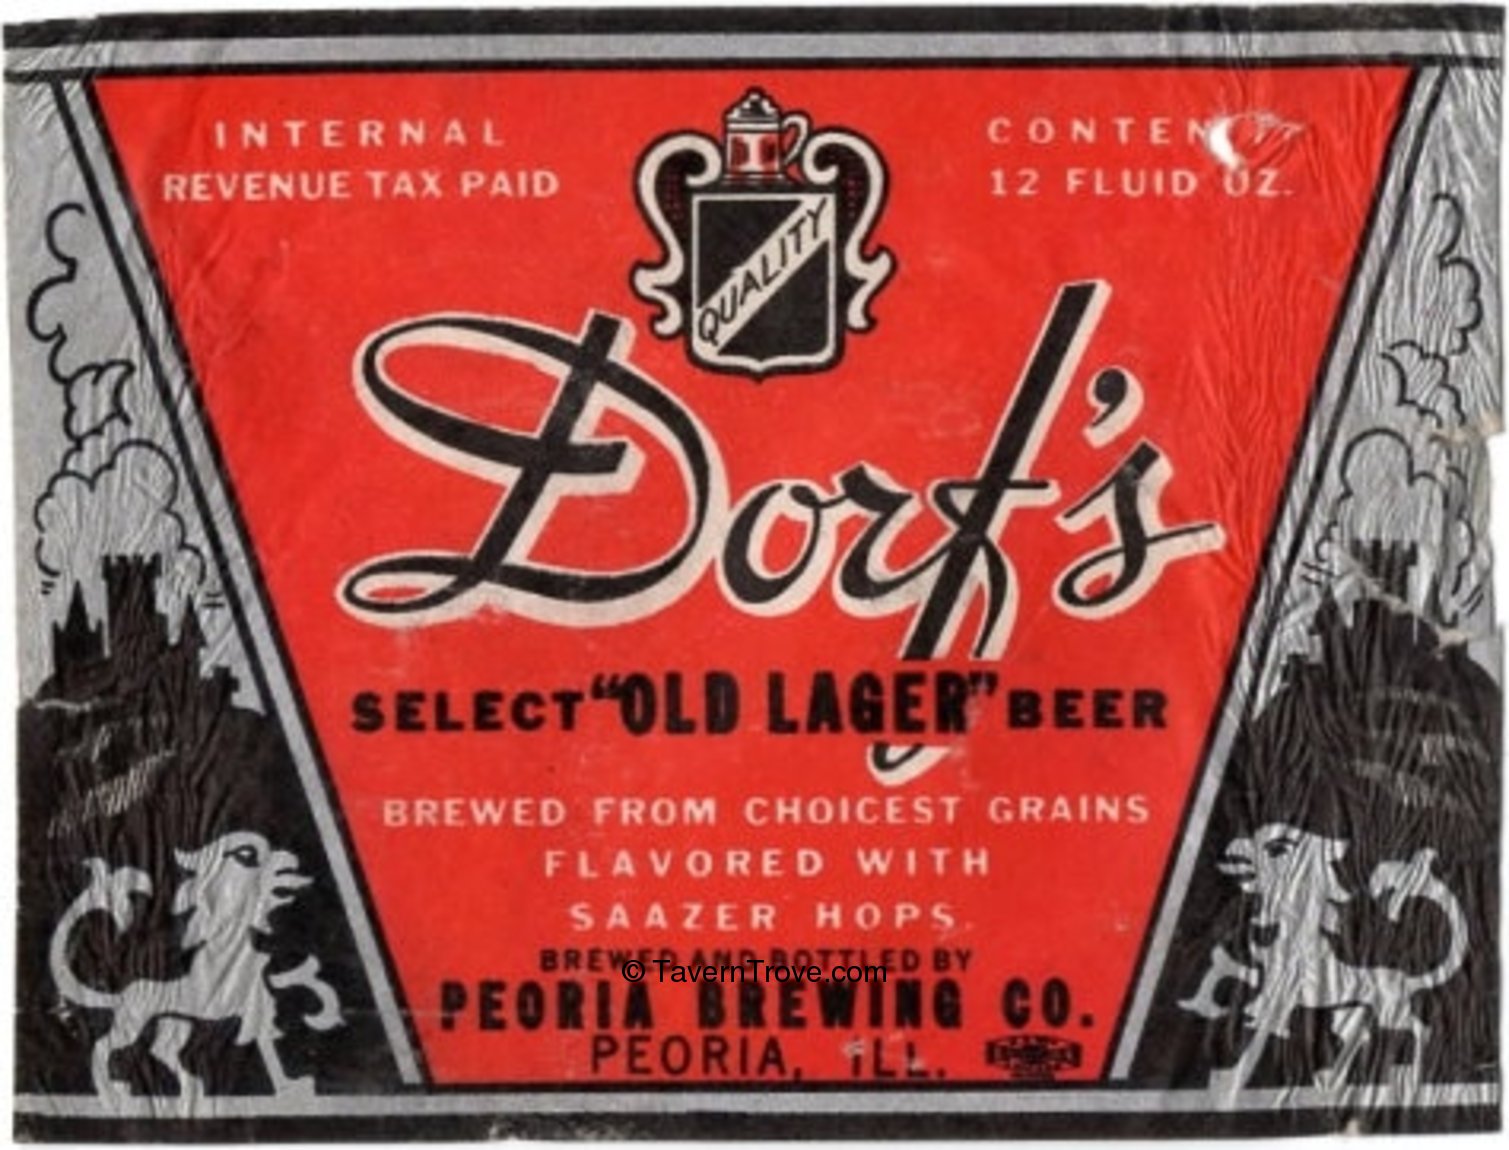 INTERNAL
REVENUE TAX PAID
12 FLUID OZ.
QUALITY
Dorf's
SELECT "OLD LAGER" BEER
BREWED FROM CHOICEST GRAINS
FLAVORED WITH
SAAZER HOPS.
BREWED AND BOTTLED BY
© TavernTrove.com
PEORIA BREWING CO.
PEORIA, ILL.